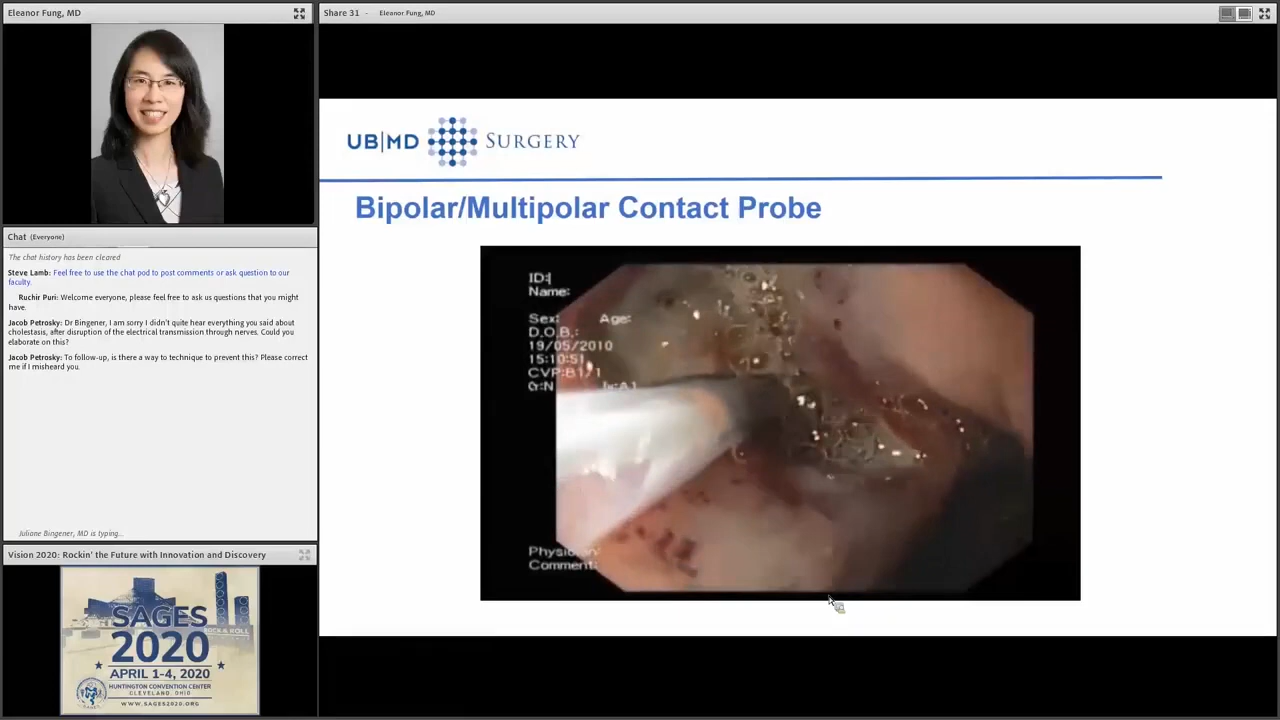 Eleanor Fung, MD
Share 31 - Eleanor Fung, MD
Chat (Everyone)
The chat history has been cleared
Steve Lamb: Feel free to use the chat pod to post comments or ask question to our
faculty.
Ruchir Puri: Welcome everyone, please feel free to ask us questions that you might
have.
Jacob Petrosky: Dr Bingener, I am sorry I didn't quite hear everything you said about
cholestasis, after disruption of the electrical transmission through nerves. Could you
elaborate on this?
Jacob Petrosky: To follow-up, is there a way to technique to prevent this? Please correct
me if I misheard you.
Juliane Bingener, MD is typing...
Vision 2020: Rockin' the Future with Innovation and Discovery
SAGES
2020
ROCK & ROLL
APRIL 1-4, 2020
HUNTINGTON CONVENTION CENTER
CLEVELAND, OHIO
WWW.SAGES2020.ORG
UB|MD SURGERY
Bipolar/Multipolar Contact Probe
ID:
Name:
Sex: Age:
D.O.B.:
19/05/2010
15:10:51
CVP:B1/1
Physician:
Comment: